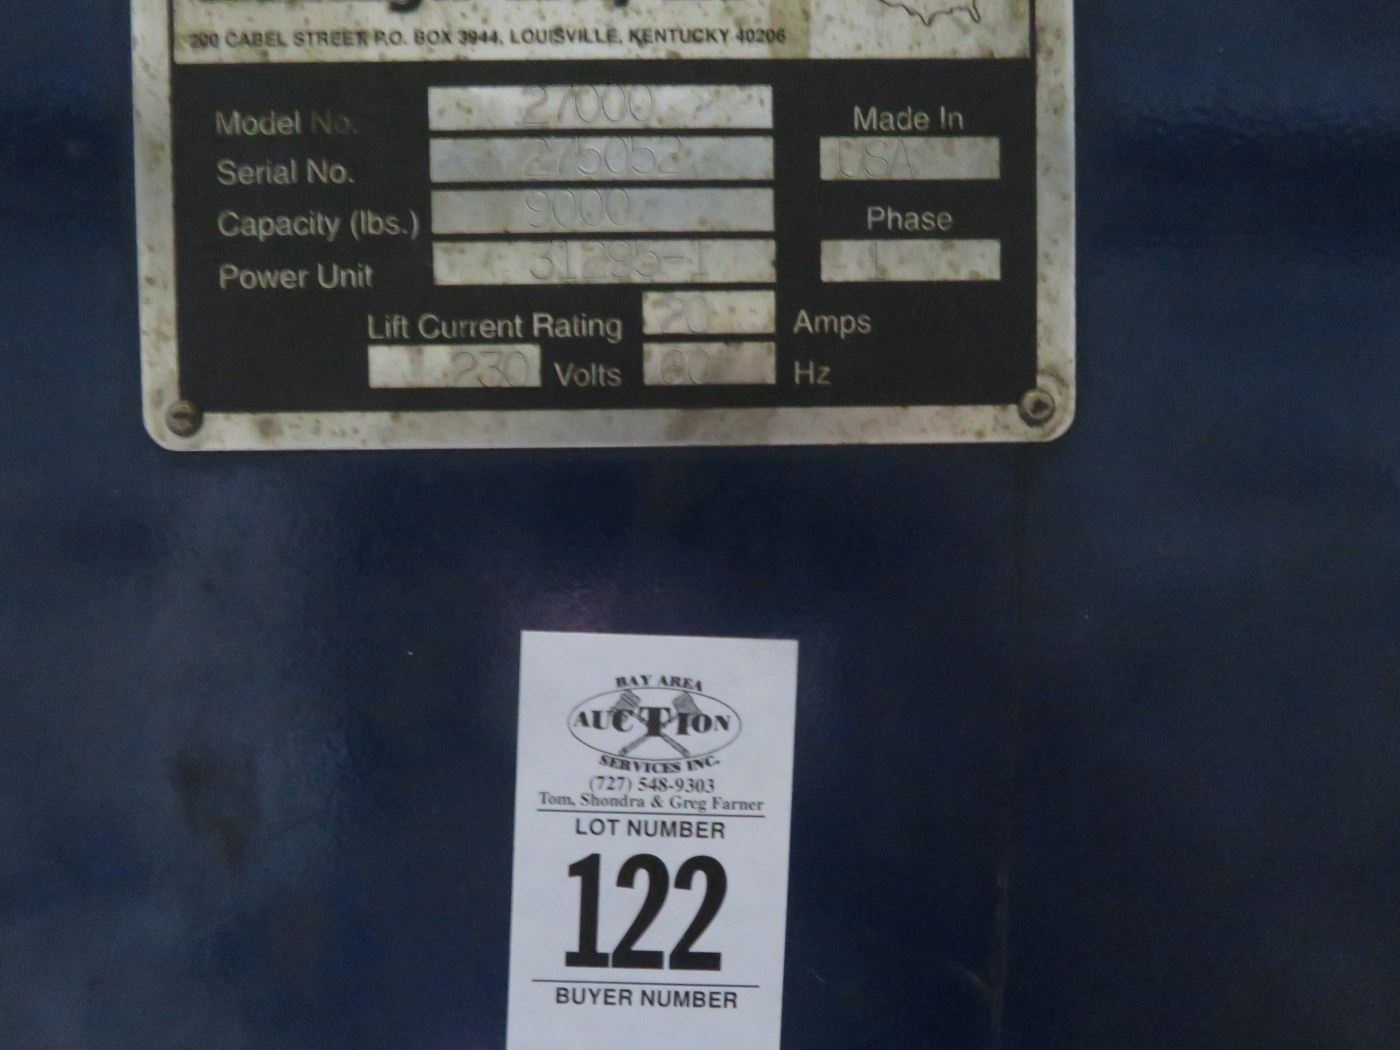 200 CABEL STREET P.O. BOX 3944, LOUISVILLE, KENTUCKY 40206
Model No. 27000
Made In
Serial No. 275052
USA
Capacity (lbs.) 9000
Phase
Power Unit 31295-1
1
Lift Current Rating 20 Amps
230 Volts 60 Hz
BAY AREA
AUCTION
SERVICES INC.
(727) 548-9303
Tom, Shondra & Greg Farner
LOT NUMBER
122
BUYER NUMBER